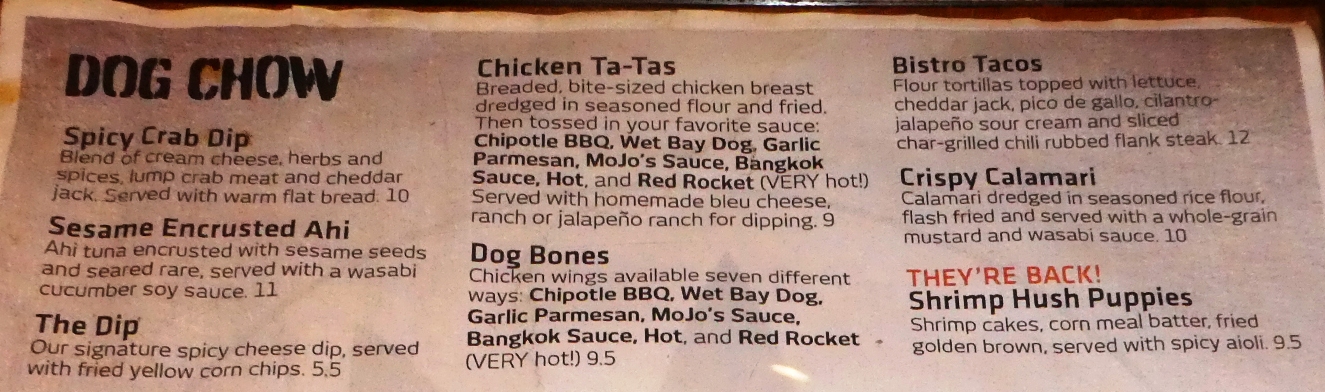 DOG CHOW
Spicy Crab Dip
Blend of cream cheese, herbs and
spices, lump crab meat and cheddar
jack. Served with warm flat bread. 10
Sesame Encrusted Ahi
Ahi tuna encrusted with sesame seeds
and seared rare, served with a wasabi
cucumber soy sauce. 11
The Dip
Our signature spicy cheese dip, served
with fried yellow corn chips. 5.5
Chicken Ta-Tas
Breaded, bite-sized chicken breast
dredged in seasoned flour and fried.
Then tossed in your favorite sauce:
Chipotle BBQ, Wet Bay Dog, Garlic
Parmesan, MoJo's Sauce, Bangkok
Sauce, Hot, and Red Rocket (VERY hot!)
Served with homemade bleu cheese,
ranch or jalapeño ranch for dipping. 9
Dog Bones
Chicken wings available seven different
ways: Chipotle BBQ, Wet Bay Dog,
Garlic Parmesan, MoJo's Sauce,
Bangkok Sauce, Hot, and Red Rocket
(VERY hot!) 9.5
Bistro Tacos
Flour tortillas topped with lettuce,
cheddar jack, pico de gallo, cilantro-
jalapeño sour cream and sliced
char-grilled chili rubbed flank steak. 12
Crispy Calamari
Calamari dredged in seasoned rice flour,
flash fried and served with a whole-grain
mustard and wasabi sauce. 10
THEY'RE BACK!
Shrimp Hush Puppies
Shrimp cakes, corn meal batter, fried
golden brown, served with spicy aioli. 9.5